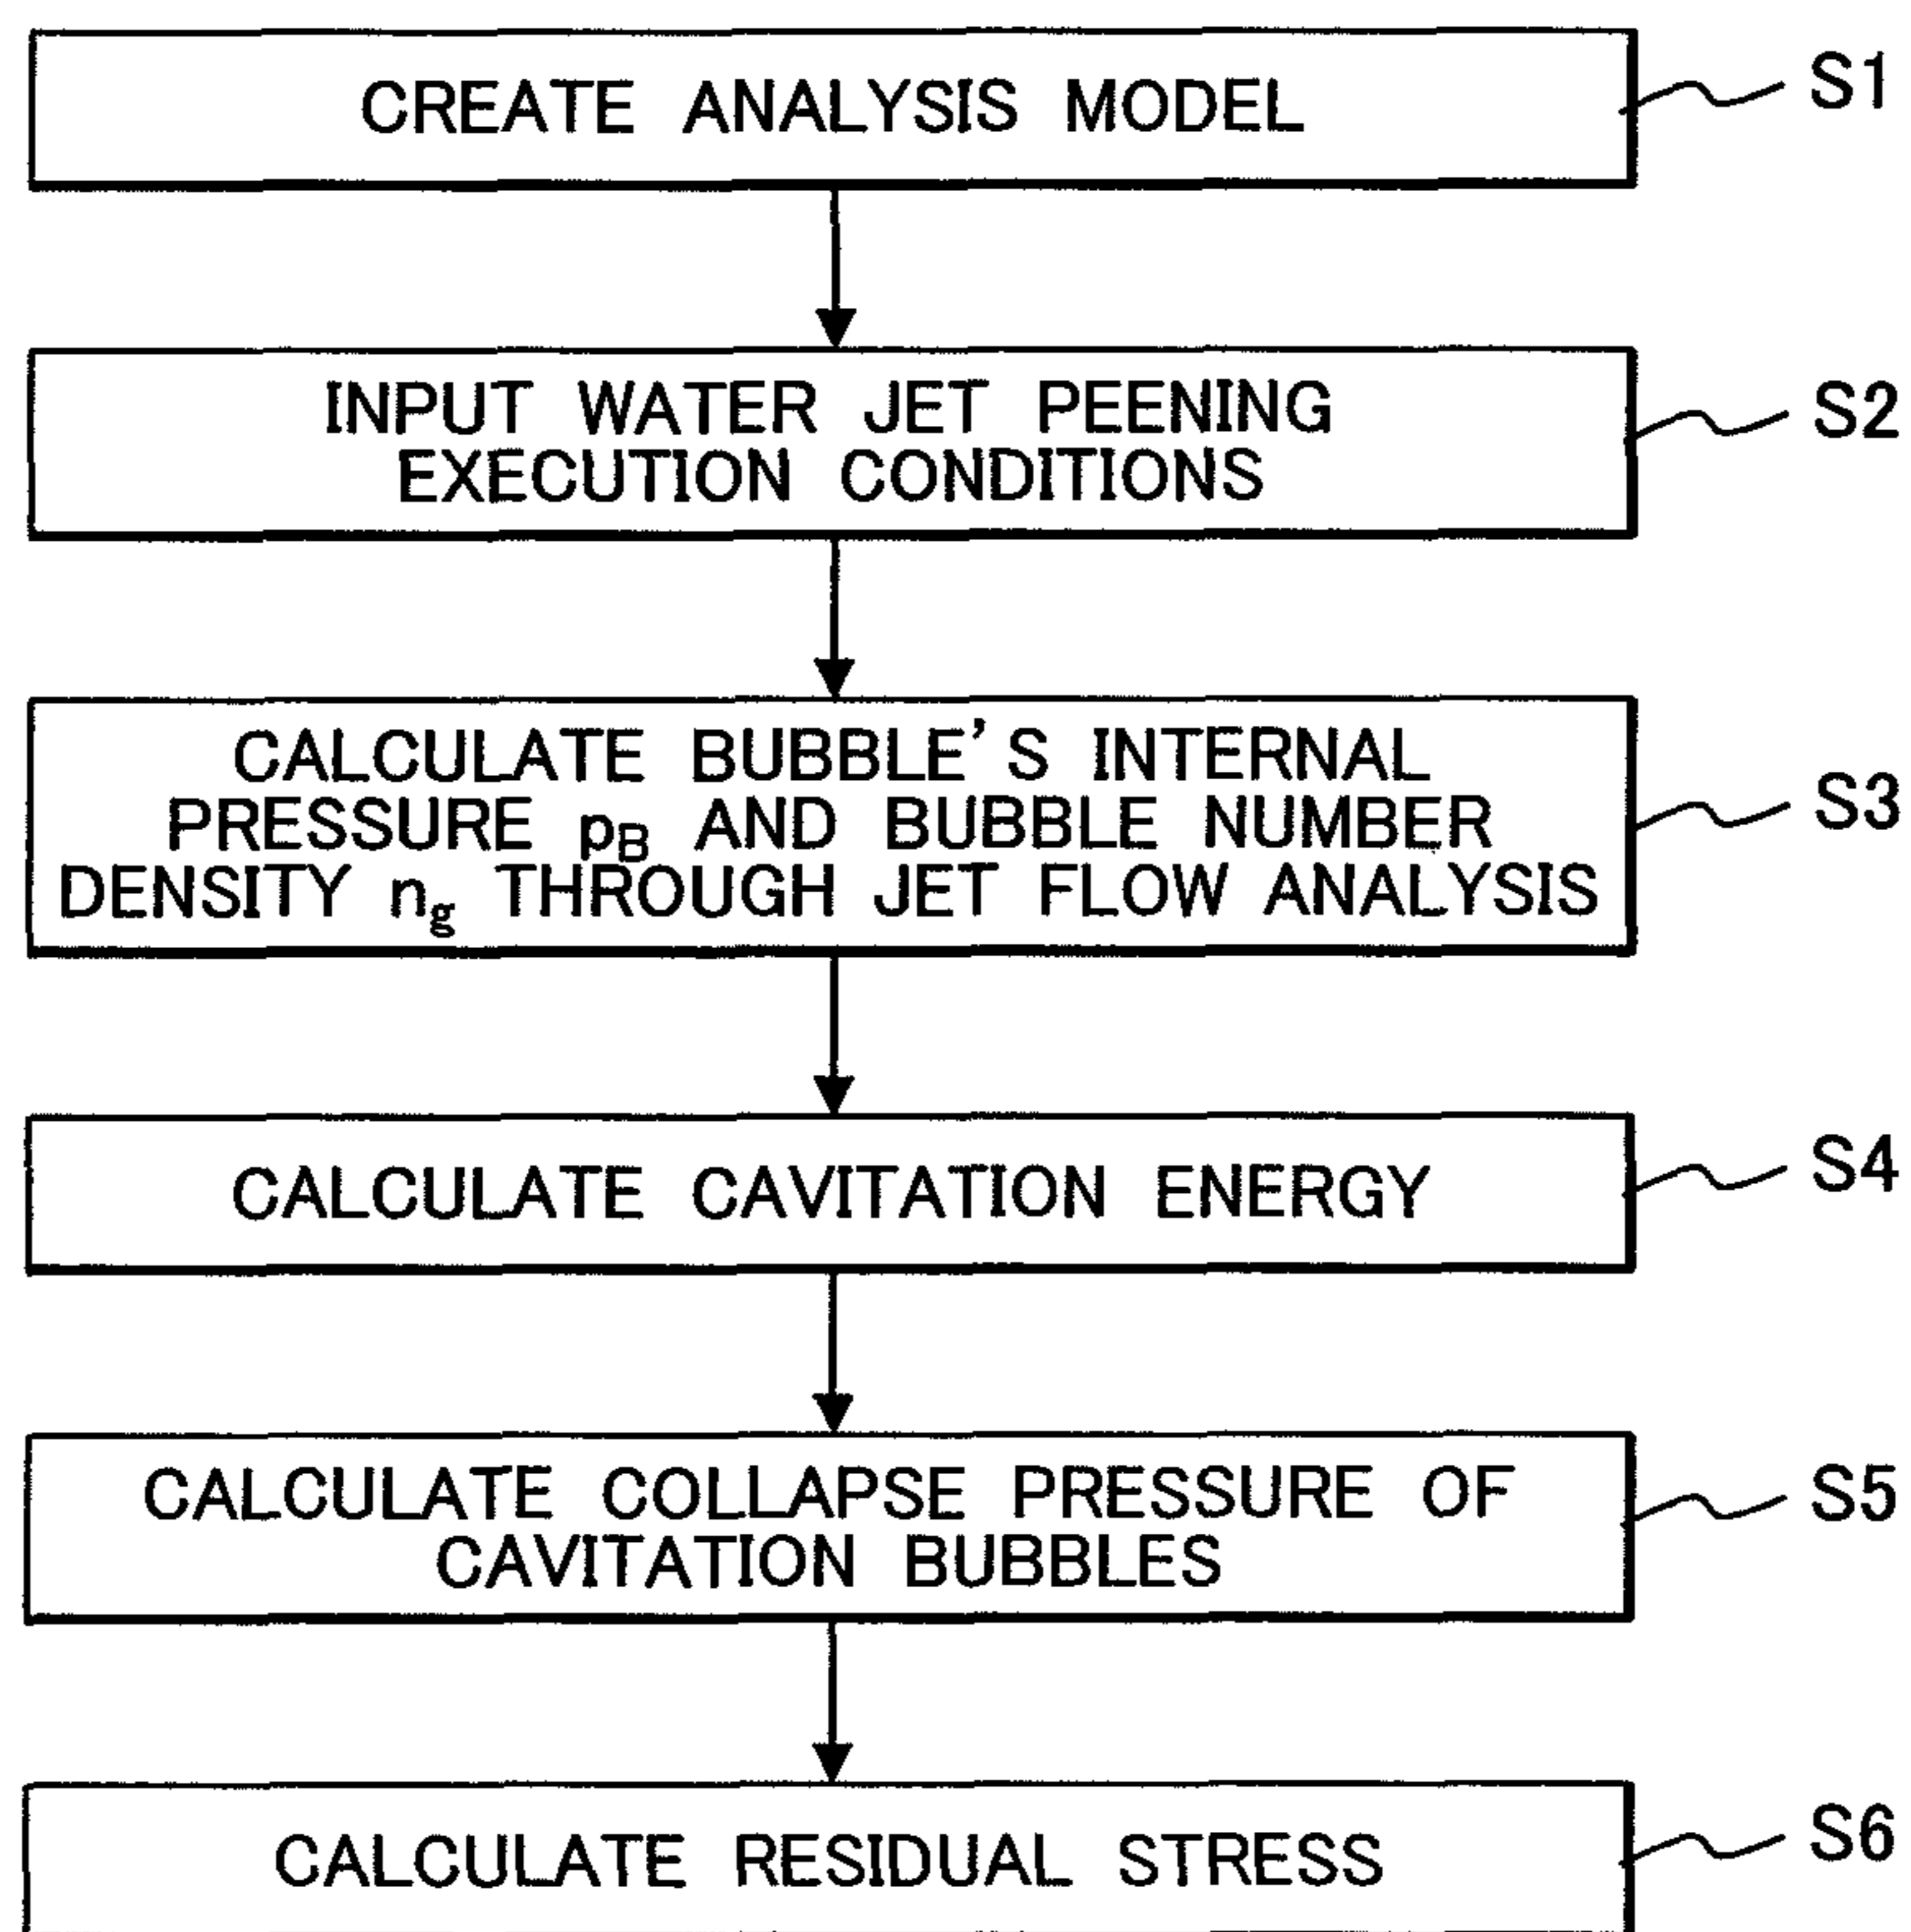 CREATE ANALYSIS MODEL
S1
INPUT WATER JET PEENING
EXECUTION CONDITIONS
S2
CALCULATE BUBBLE'S INTERNAL
PRESSURE pB AND BUBBLE NUMBER
DENSITY ng THROUGH JET FLOW ANALYSIS
S3
CALCULATE CAVITATION ENERGY
S4
CALCULATE COLLAPSE PRESSURE OF
CAVITATION BUBBLES
S5
CALCULATE RESIDUAL STRESS
S6